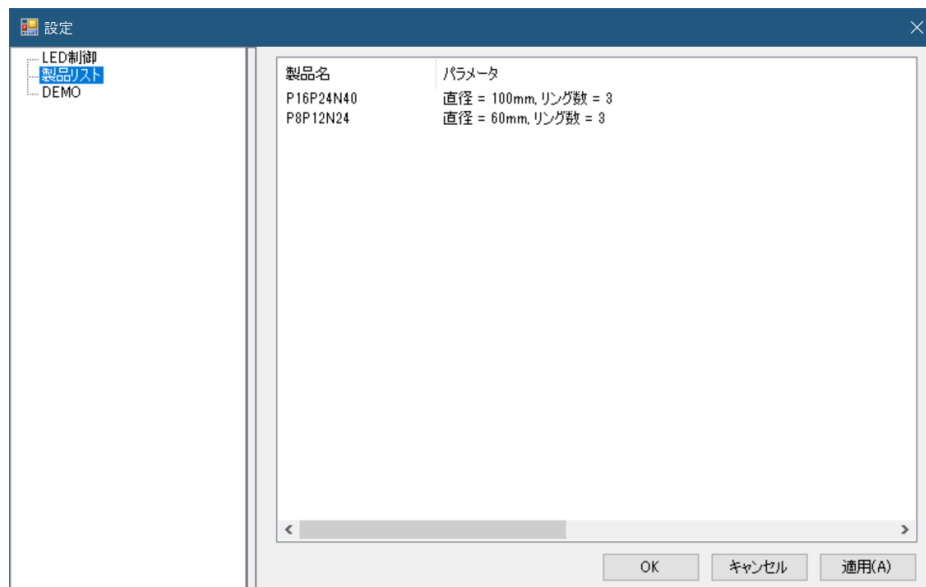 設定
LED制御
製品リスト
DEMO
製品名 パラメータ
P16P24N40 直径 = 100mm, リング数 = 3
P8P12N24 直径 = 60mm, リング数 = 3
OK キャンセル 適用(A)